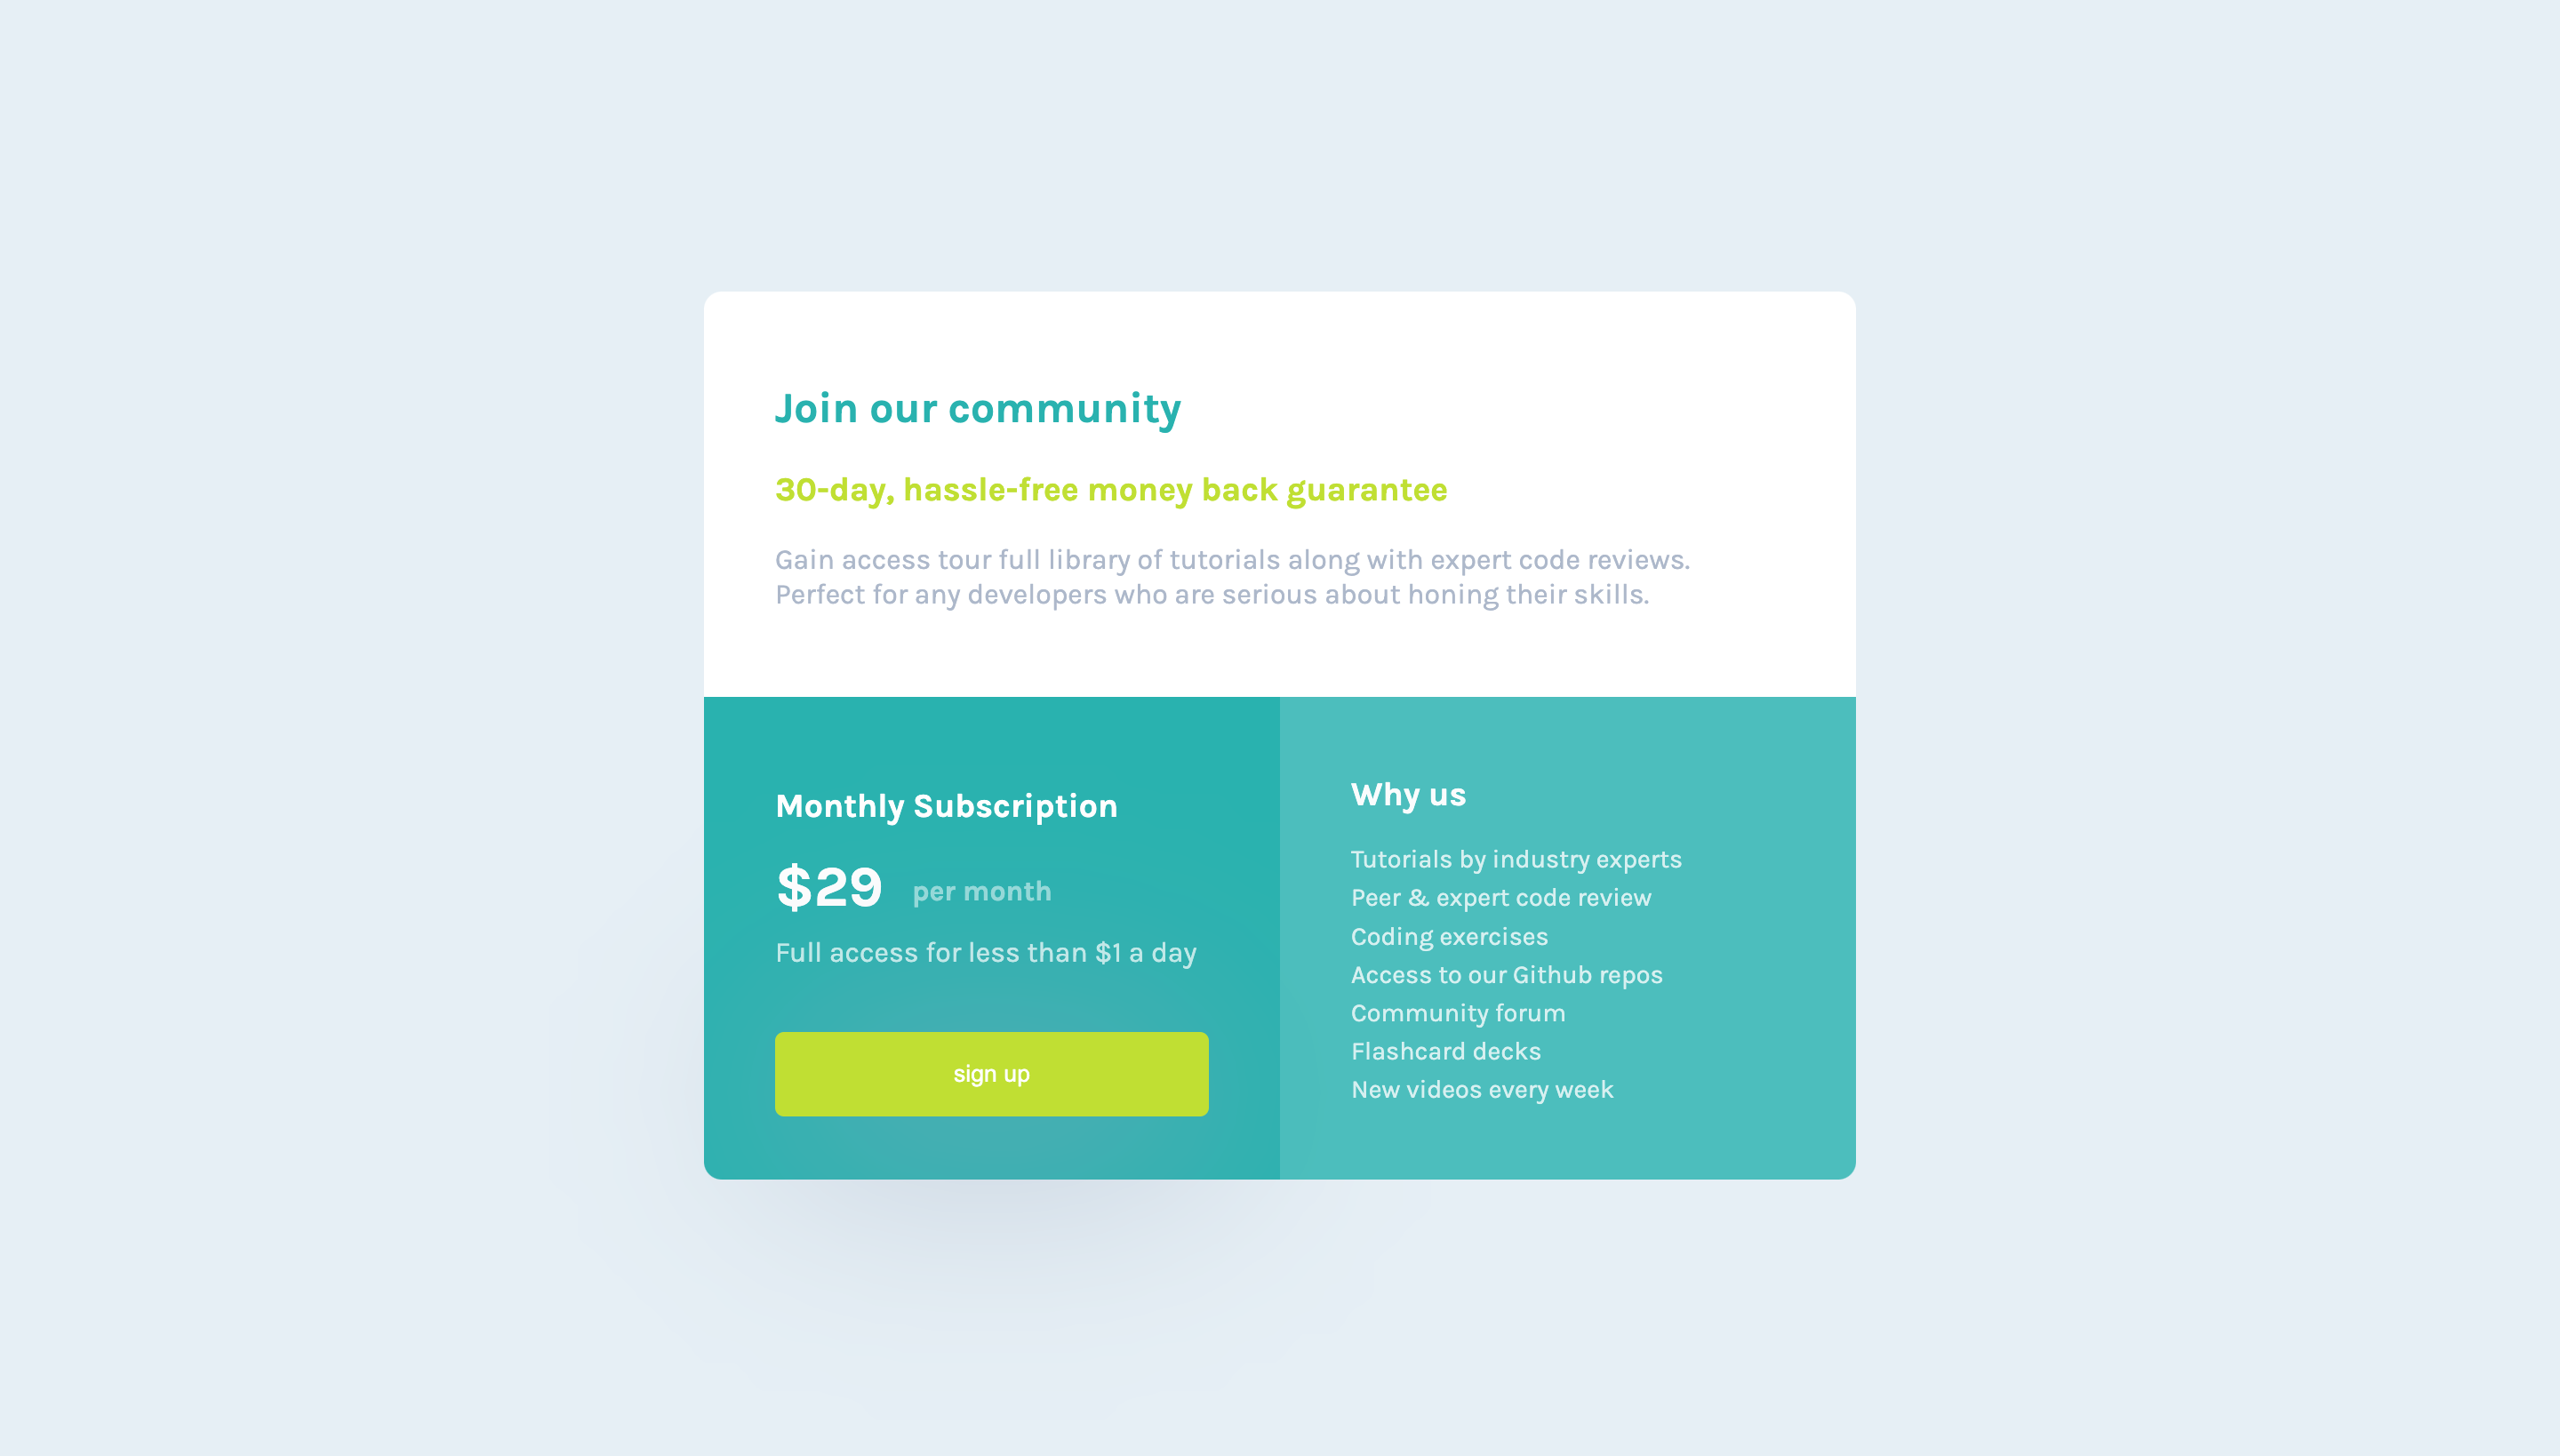 Join our community
30-day, hassle-free money back guarantee
Gain access tour full library of tutorials along with expert code reviews.
Perfect for any developers who are serious about honing their skills.
Monthly Subscription
$29 per month
Full access for less than $1 a day
sign up
Why us
Tutorials by industry experts
Peer & expert code review
Coding exercises
Access to our Github repos
Community forum
Flashcard decks
New videos every week